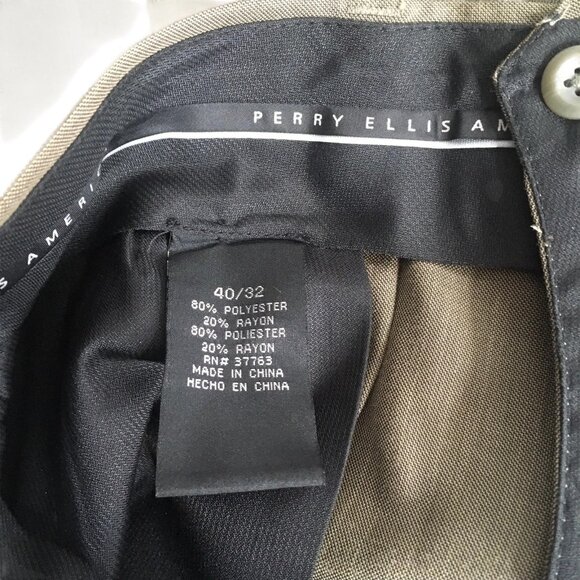 PERRY ELLIS AM
S AMERI
40/32
80% POLYESTER
20% RAYON
80% POLIESTER
20% RAYON
RN# 37763
MADE IN CHINA
HECHO EN CHINA